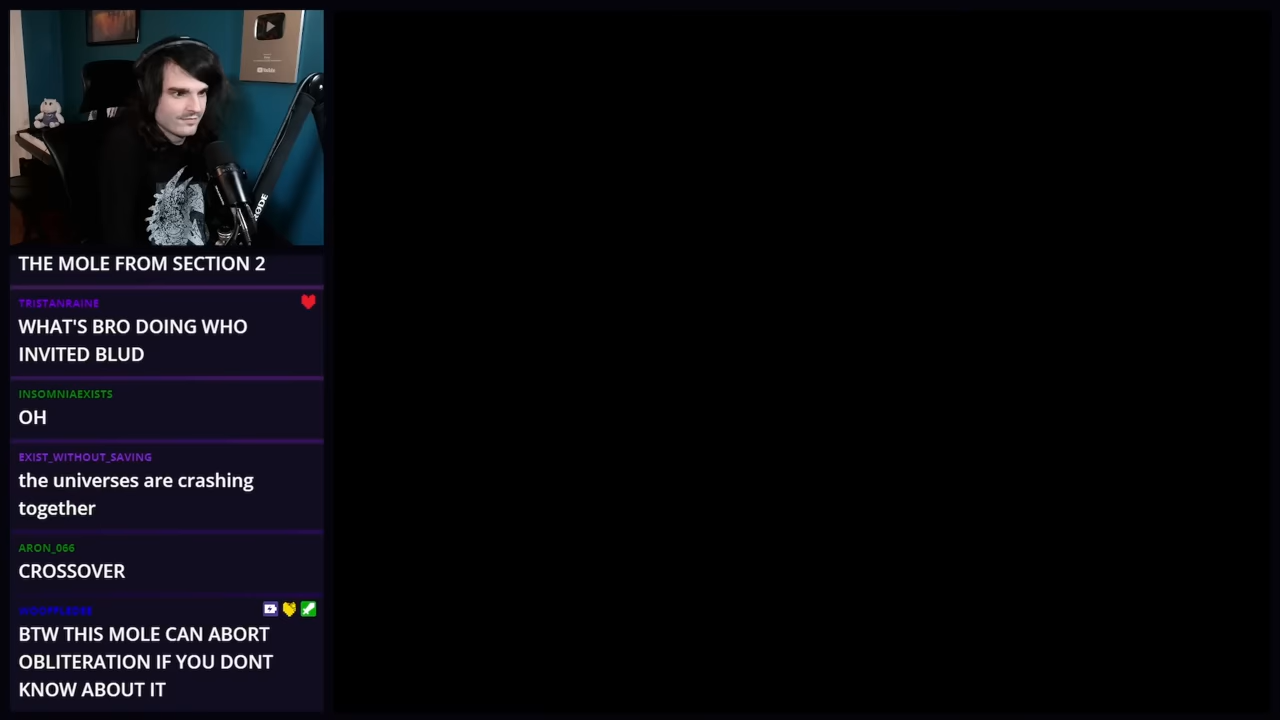 RØDE
THE MOLE FROM SECTION 2
TRISTANRAINE
WHAT'S BRO DOING WHO
INVITED BLUD
INSOMNIAEXISTS
OH
EXIST_WITHOUT_SAVING
the universes are crashing
together
ARON_066
CROSSOVER
BTW THIS MOLE CAN ABORT
OBLITERATION IF YOU DONT
KNOW ABOUT IT